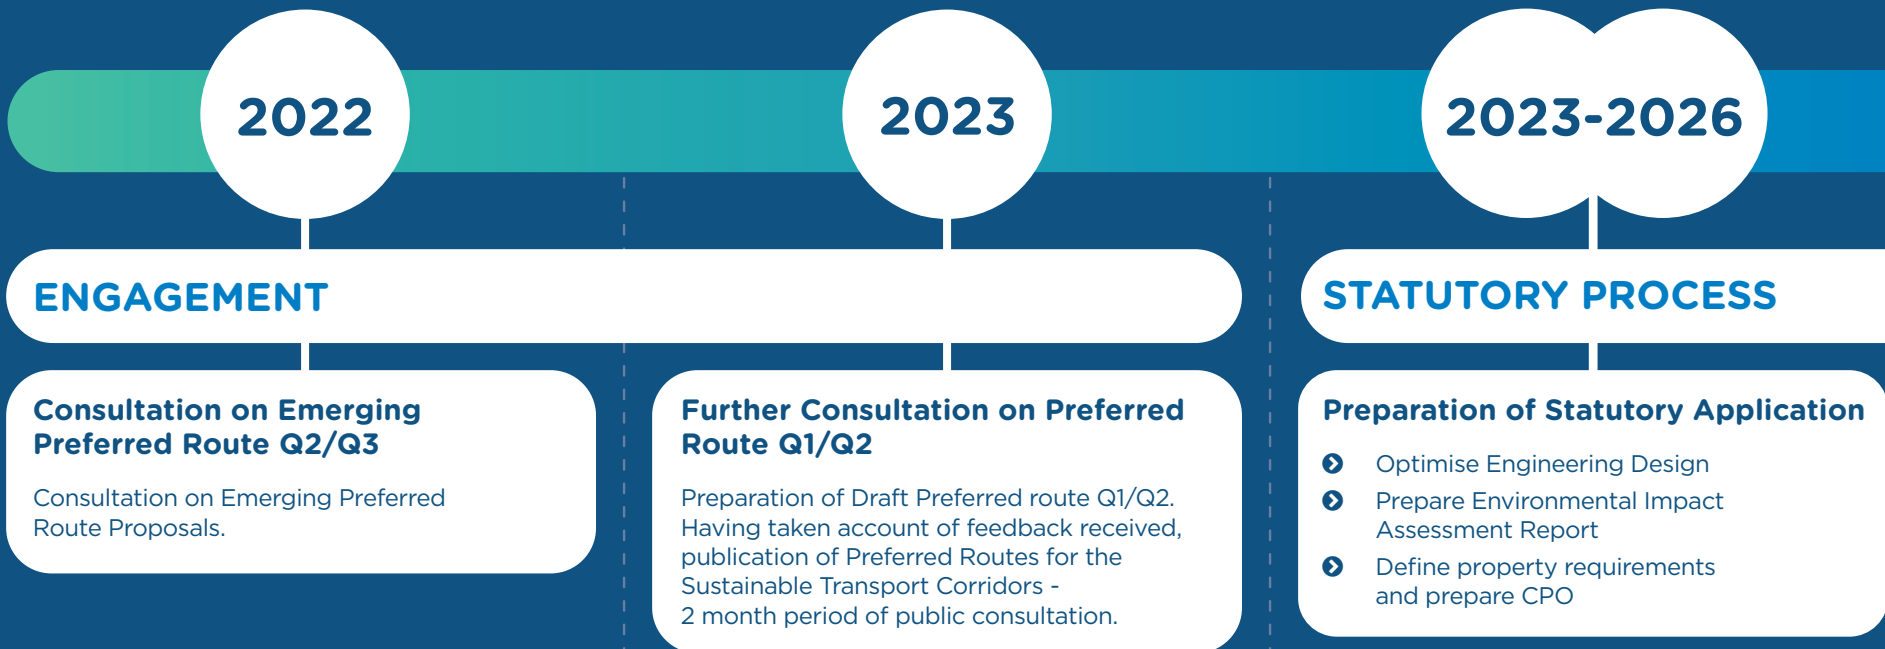 2022
2023
2023-2026
ENGAGEMENT
STATUTORY PROCESS
Consultation on Emerging
Preferred Route Q2/Q3
Consultation on Emerging Preferred
Route Proposals.
Further Consultation on Preferred
Route Q1/Q2
Preparation of Draft Preferred route Q1/Q2.
Having taken account of feedback received,
publication of Preferred Routes for the
Sustainable Transport Corridors -
2 month period of public consultation.
Preparation of Statutory Application
Optimise Engineering Design
Prepare Environmental Impact
Assessment Report
Define property requirements
and prepare CPO